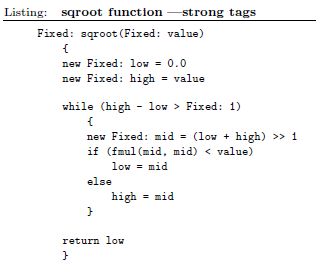 Listing: sqroot function —strong tags
Fixed: sqroot(Fixed: value)
{
new Fixed: low = 0.0
new Fixed: high = value
while (high - low > Fixed: 1)
{
new Fixed: mid = (low + high) >> 1
if (fmul(mid, mid) < value)
low = mid
else
high = mid
}
return low
}